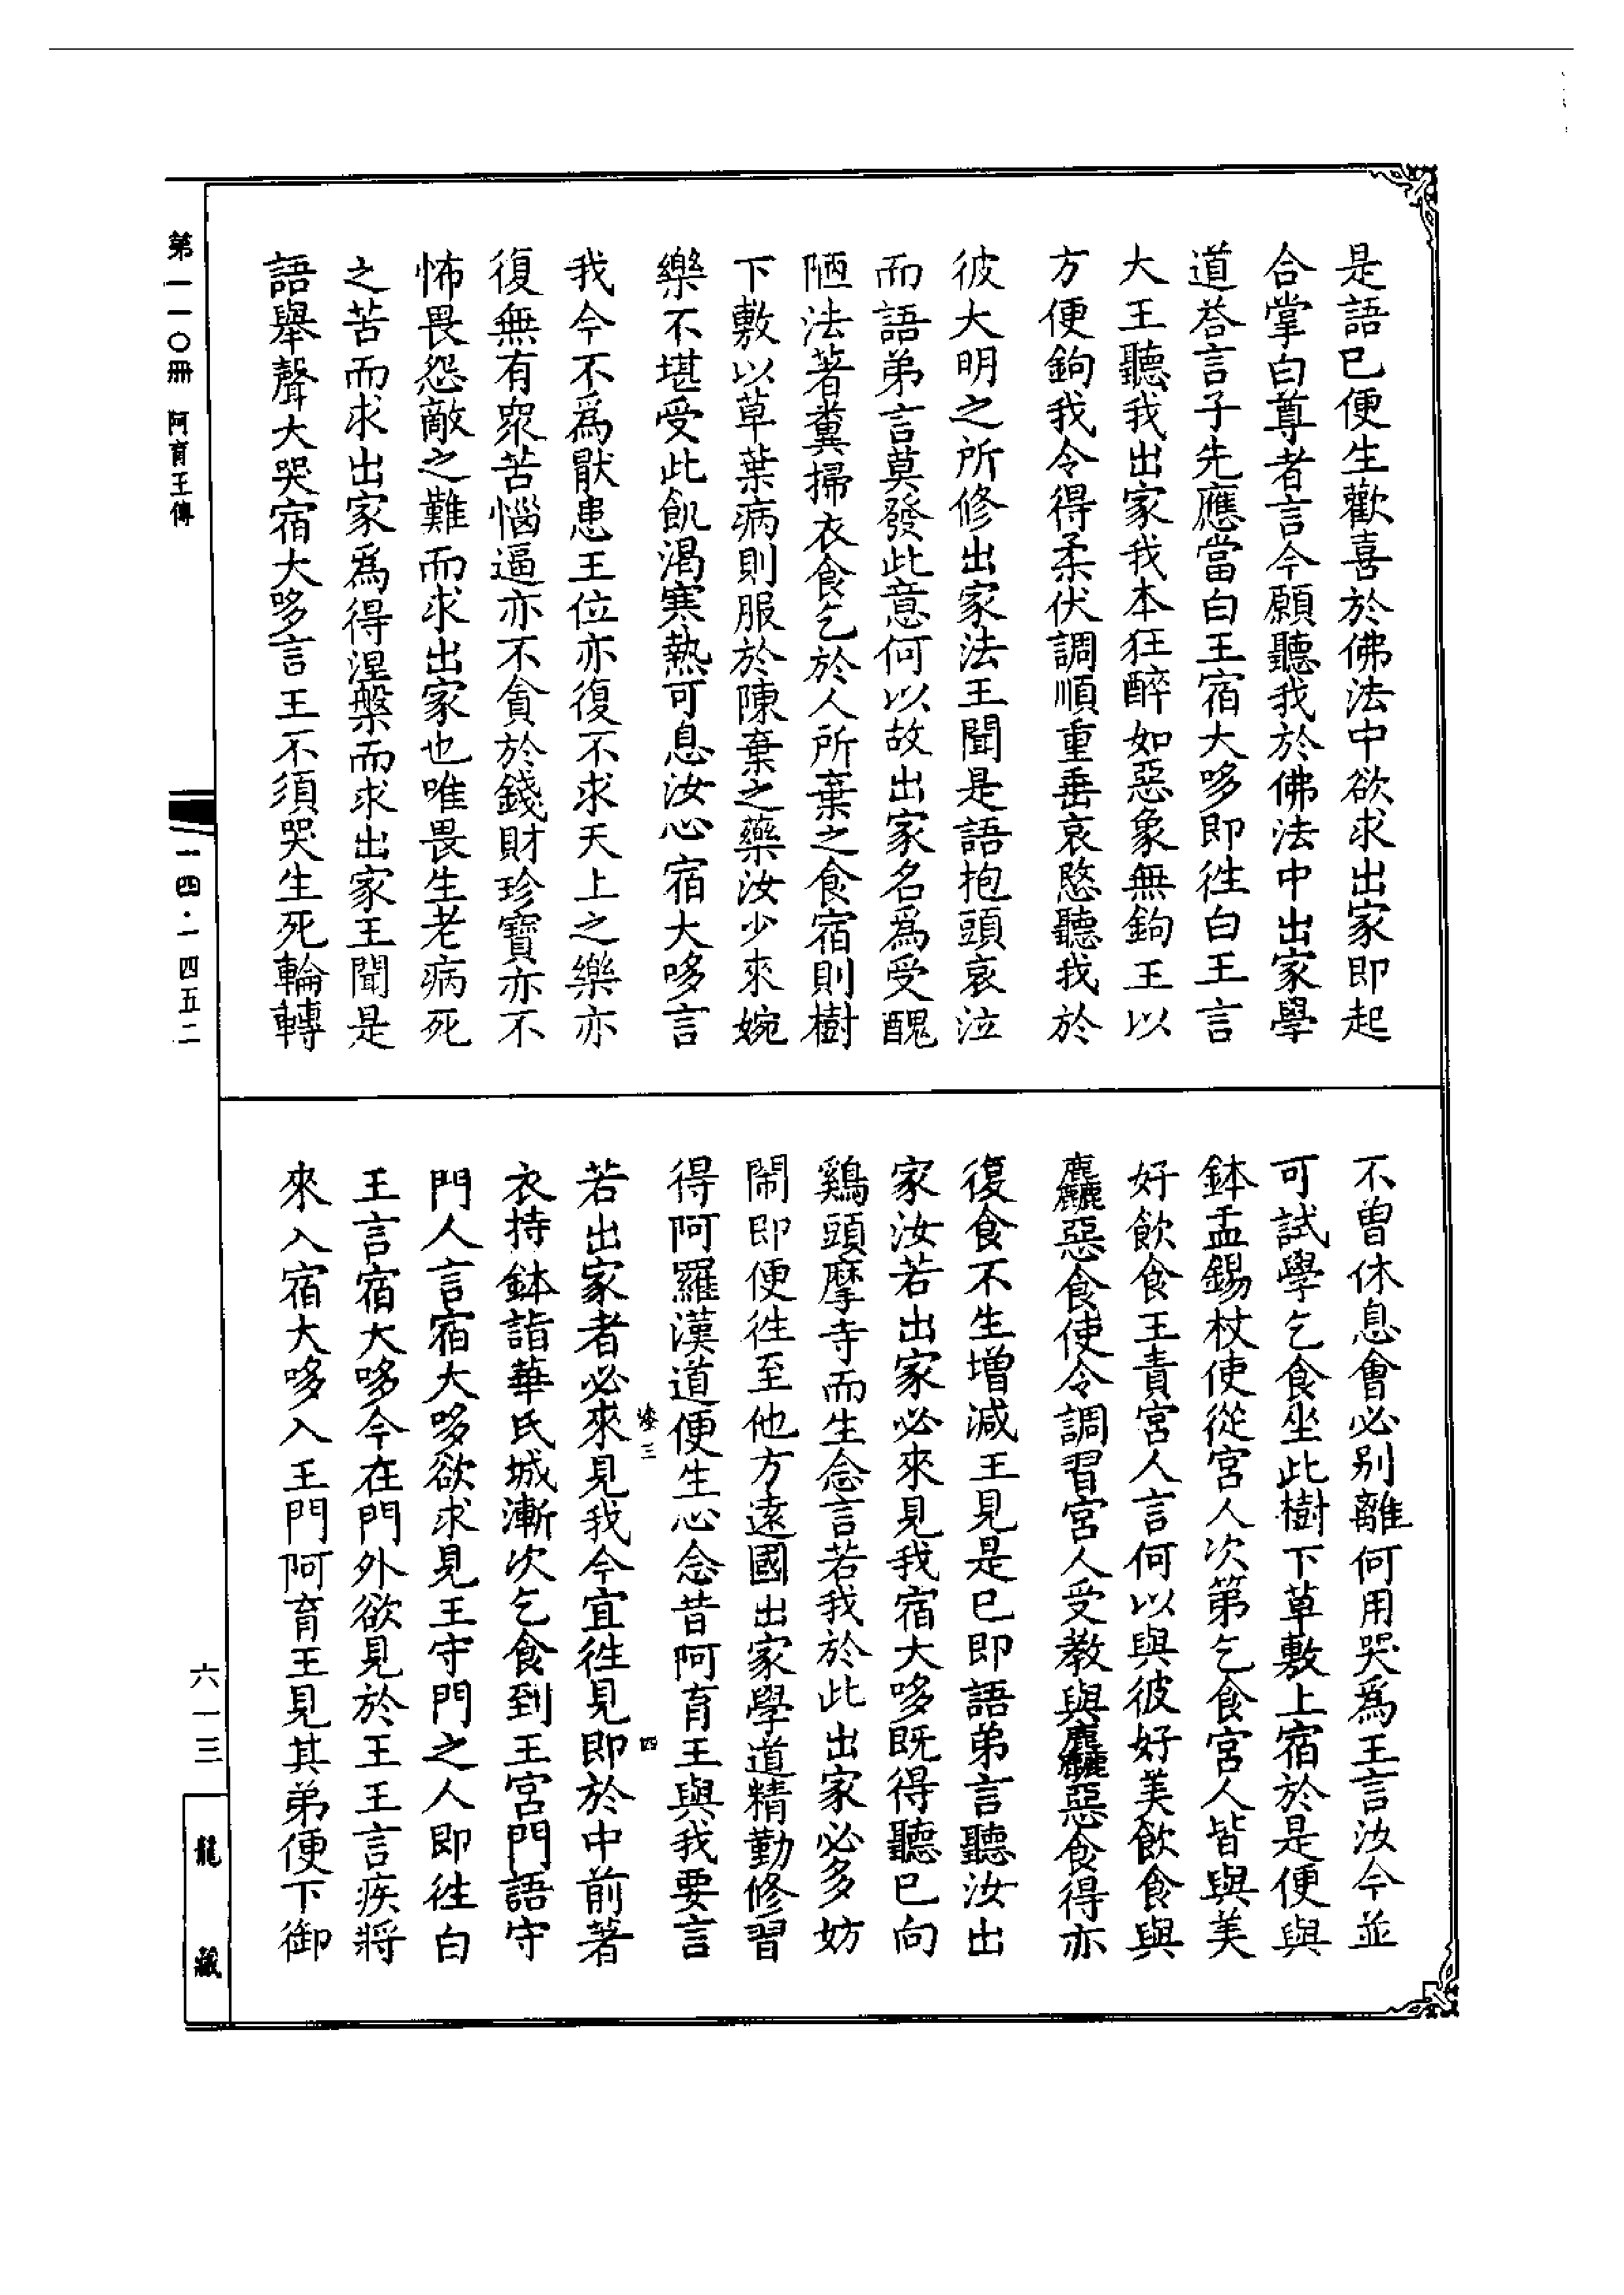 是語已便生歡喜於佛法中欲求出家即起
合掌白尊者言今願聽我於佛法中出家學
道荅言子先應當白王宿大哆即徃白王言
大王聽我出家我本狂醉如惡象無鉤王以
方便鉤我令得柔伏調順重垂哀愍聽我於
彼大明之所修出家法王聞是語抱頭哀泣
而語弟言莫發此意何以故出家名爲受醜
陋法著糞掃衣食乞於人所棄之食宿則樹
下敷以草葉病則服於陳棄之藥汝少來婉
樂不堪受此飢渴寒熱可息汝心宿大哆言
我今不爲猒患王位亦復不求天上之樂亦
復無有衆苦惱逼亦不貪於錢財珍寶亦不
怖畏怨敵之難而求出家也唯畏生老病死
之苦而求出家爲得涅槃而求出家王聞是
語舉聲大哭宿大哆言王不須哭生死輪轉
不曽休息會必別離何用哭爲王言汝今並
可試學乞食坐此樹下草敷上宿於是便與
鉢盂錫杖使從宮人次第乞食宮人皆與美
好飲食王責宮人言何以與彼好美飲食與
麤惡食使令調習宮人受教與麤惡食得亦
復食不生增減王見是已即語弟言聽汝出
家汝若出家必來見我宿大哆既得聽已向
鷄頭摩寺而生念言若我於此出家必多妨
閙即便徃至他方遠國出家學道精勤修習
得阿羅漢道便生心念昔阿育王與我要言
若出家者必來見我今宜徃見即於中前著
衣持鉢詣華氏城漸次乞食到王宮門語守
門人言宿大哆欲求見王守門之人即徃白
王言宿大哆今在門外欲見於王王言疾將
來入宿大哆入王門阿育王見其弟便下御
三
四
第一一〇冊 阿育王傳
一四·一四五二
六一三
龍藏